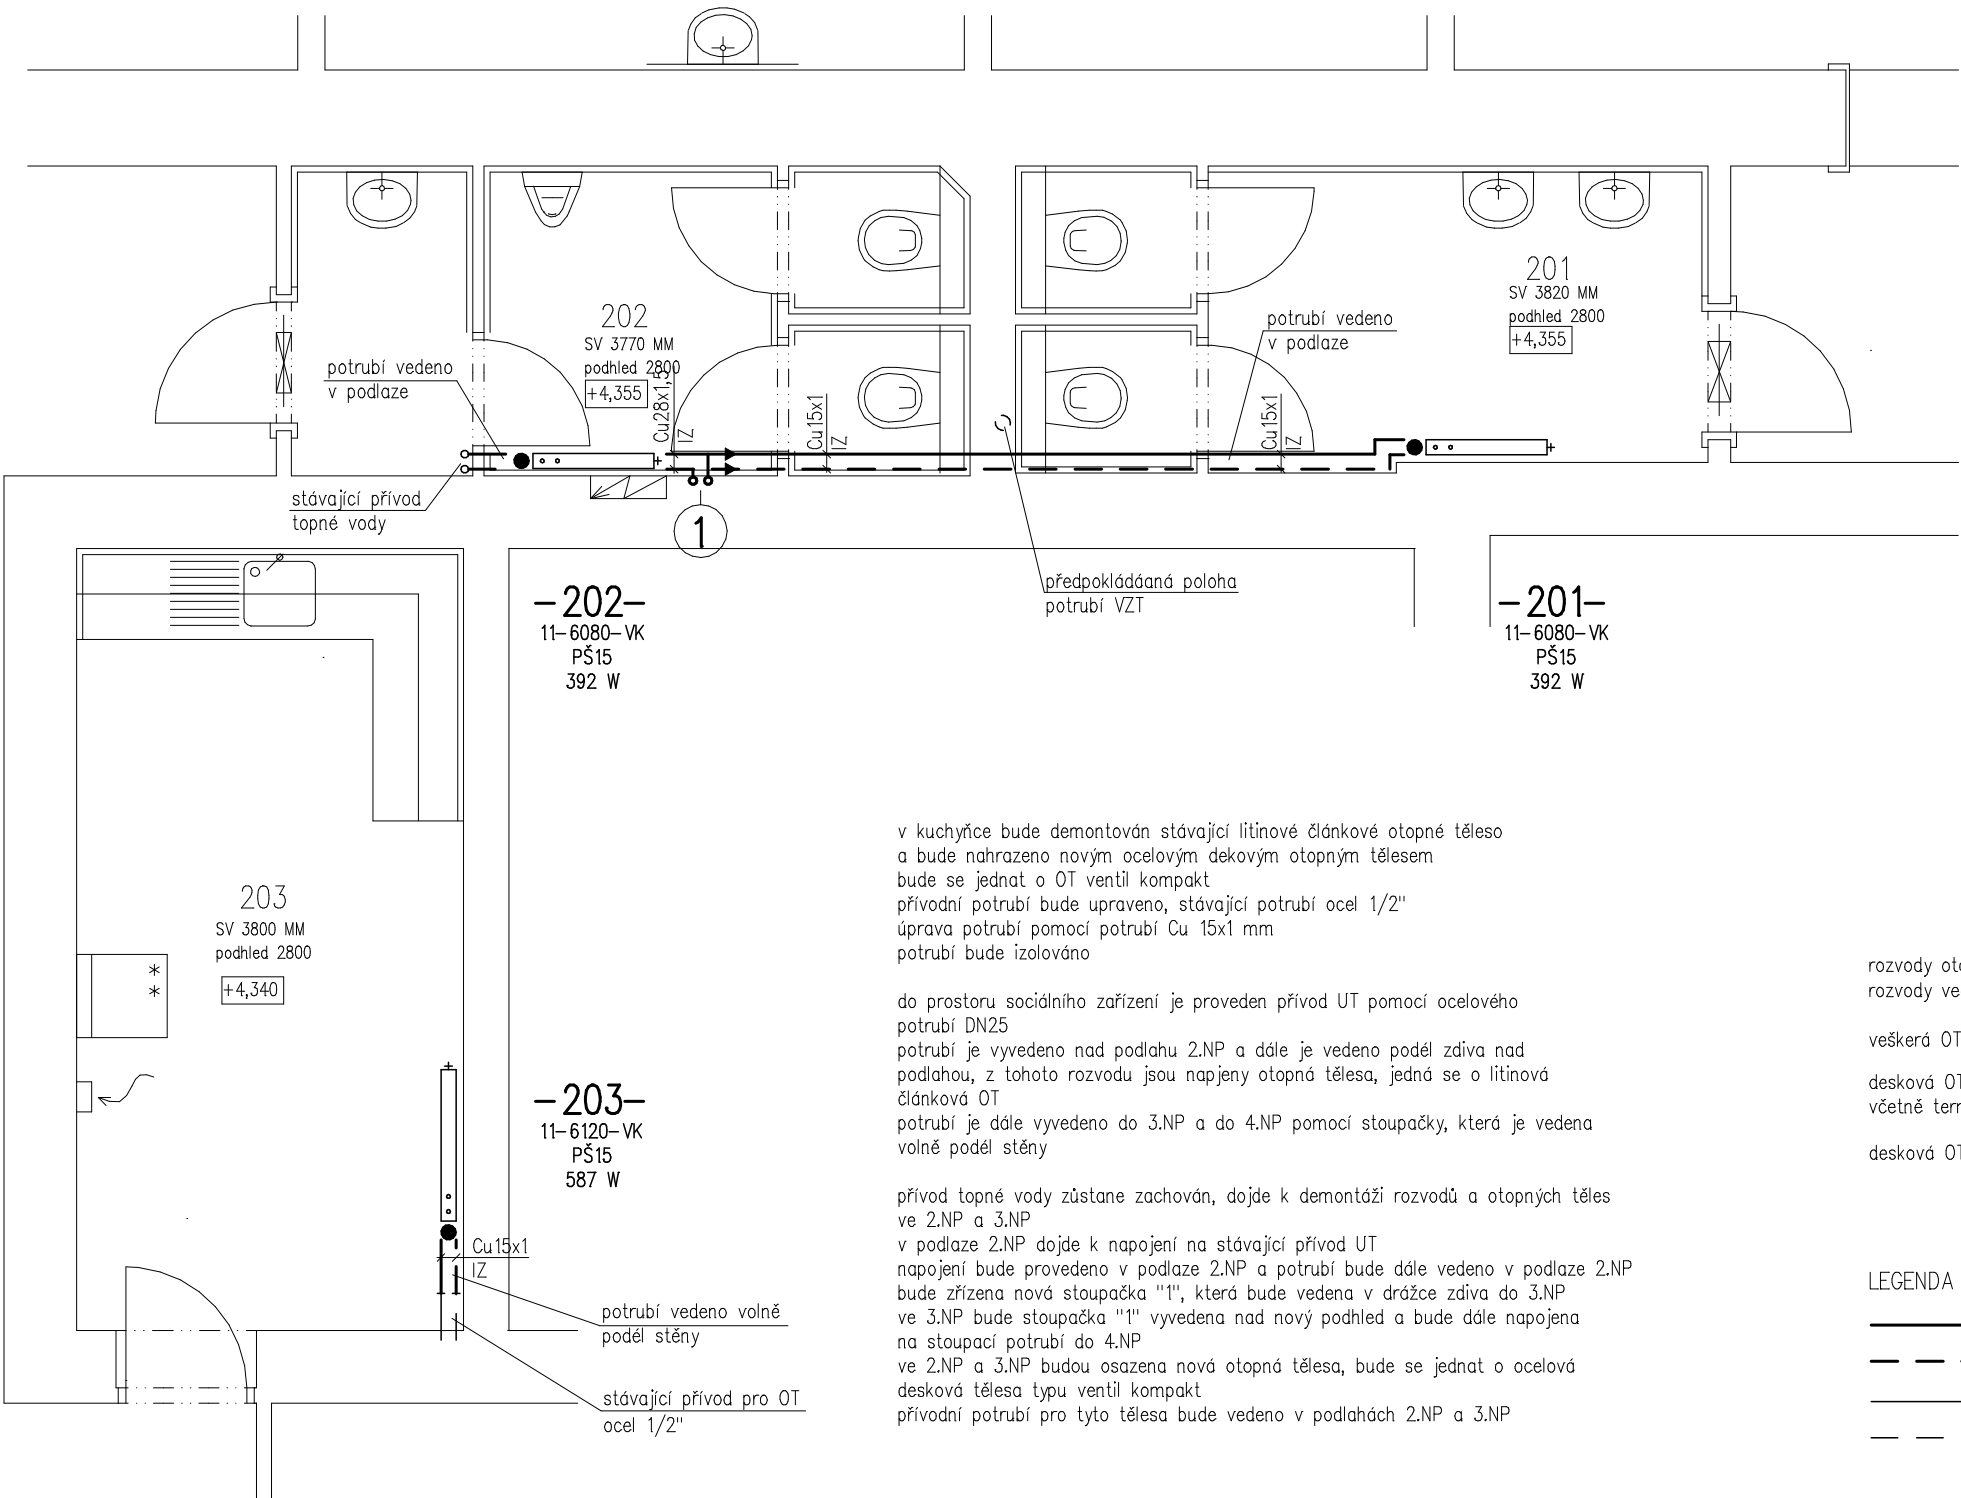 201
SV 3820 MM
podhled 2800
+4,355
202
SV 3770 MM
podhled 2800
+4,355
potrubí vedeno
v podlaze
potrubí vedeno
v podlaze
Cu28x1,5
IZ
Cu15x1
IZ
Cu15x1
IZ
stávající přívod
topné vody
1
předpokládáaná poloha
potrubí VZT
-202-
11-6080-VK
PŠ15
392 W
-201-
11-6080-VK
PŠ15
392 W
203
SV 3800 MM
podhled 2800
+4,340
-203-
11-6120-VK
PŠ15
587 W
Cu15x1
IZ
potrubí vedeno volně
podél stěny
stávající přívod pro OT
ocel 1/2"
v kuchyňce bude demontován stávající litinové článkové otopné těleso
a bude nahrazeno novým ocelovým dekovým otopným tělesem
bude se jednat o OT ventil kompakt
přívodní potrubí bude upraveno, stávající potrubí ocel 1/2"
úprava potrubí pomocí potrubí Cu 15x1 mm
potrubí bude izolováno
do prostoru sociálního zařízení je proveden přívod UT pomocí ocelového
potrubí DN25
potrubí je vyvedeno nad podlahu 2.NP a dále je vedeno podél zdiva nad
podlahou, z tohoto rozvodu jsou napjeny otopná tělesa, jedná se o litinová
článková OT
potrubí je dále vyvedeno do 3.NP a do 4.NP pomocí stoupačky, která je vedena
volně podél stěny
přívod topné vody zůstane zachován, dojde k demontáži rozvodů a otopných těles
ve 2.NP a 3.NP
v podlaze 2.NP dojde k napojení na stávající přívod UT
napojení bude provedeno v podlaze 2.NP a potrubí bude dále vedeno v podlaze 2.NP
bude zřízena nová stoupačka "1", která bude vedena v drážce zdiva do 3.NP
ve 3.NP bude stoupačka "1" vyvedena nad nový podhled a bude dále napojena
na stoupací potrubí do 4.NP
ve 2.NP a 3.NP budou osazena nová otopná tělesa, bude se jednat o ocelová
desková tělesa typu ventil kompakt
přívodní potrubí pro tyto tělesa bude vedeno v podlahách 2.NP a 3.NP
rozvody
rozvody
veškerá OT
desková OT
včetně
desková OT
LEGENDA